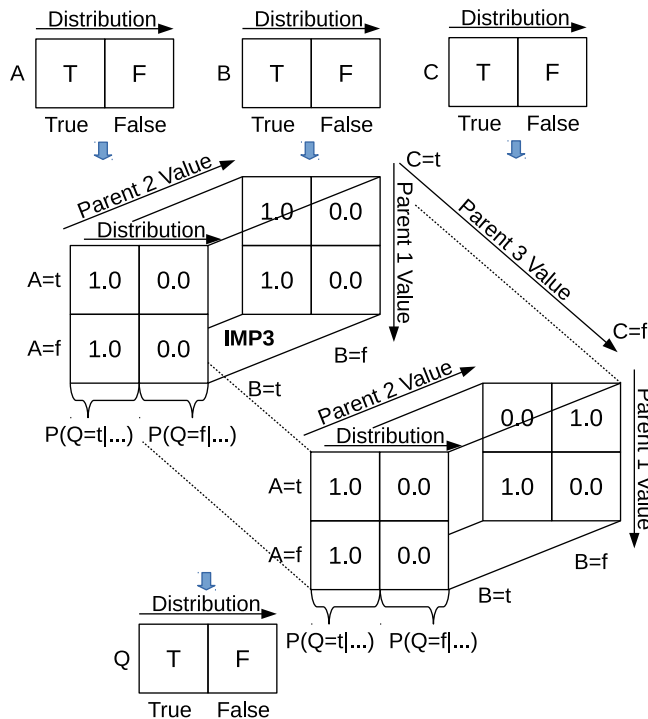 Distribution
Distribution
Distribution
A T F
B T F
C T F
True False
True False
True False
C=t
Parent 2 Value
Parent 1 Value
Parent 3 Value
Distribution
1.0 0.0
1.0 0.0
A=t 1.0 0.0
A=f 1.0 0.0
IMP3
C=f
B=f
B=t
P(Q=t|...) P(Q=f|...)
Parent 2 Value
Parent 1 Value
Distribution
0.0 1.0
1.0 0.0
A=t 1.0 0.0
A=f 1.0 0.0
B=f
B=t
P(Q=t|...) P(Q=f|...)
Distribution
Q T F
True False